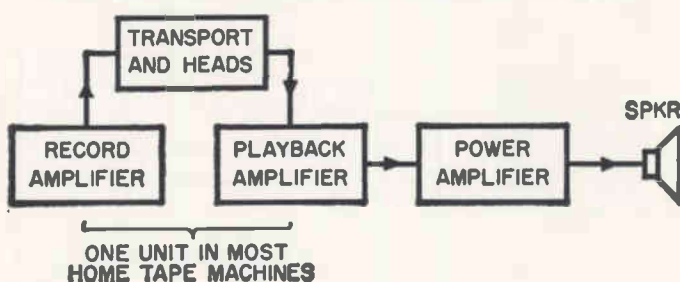 TRANSPORT
AND HEADS
SPKR
RECORD
AMPLIFIER
PLAYBACK
AMPLIFIER
POWER
AMPLIFIER
ONE UNIT IN MOST
HOME TAPE MACHINES